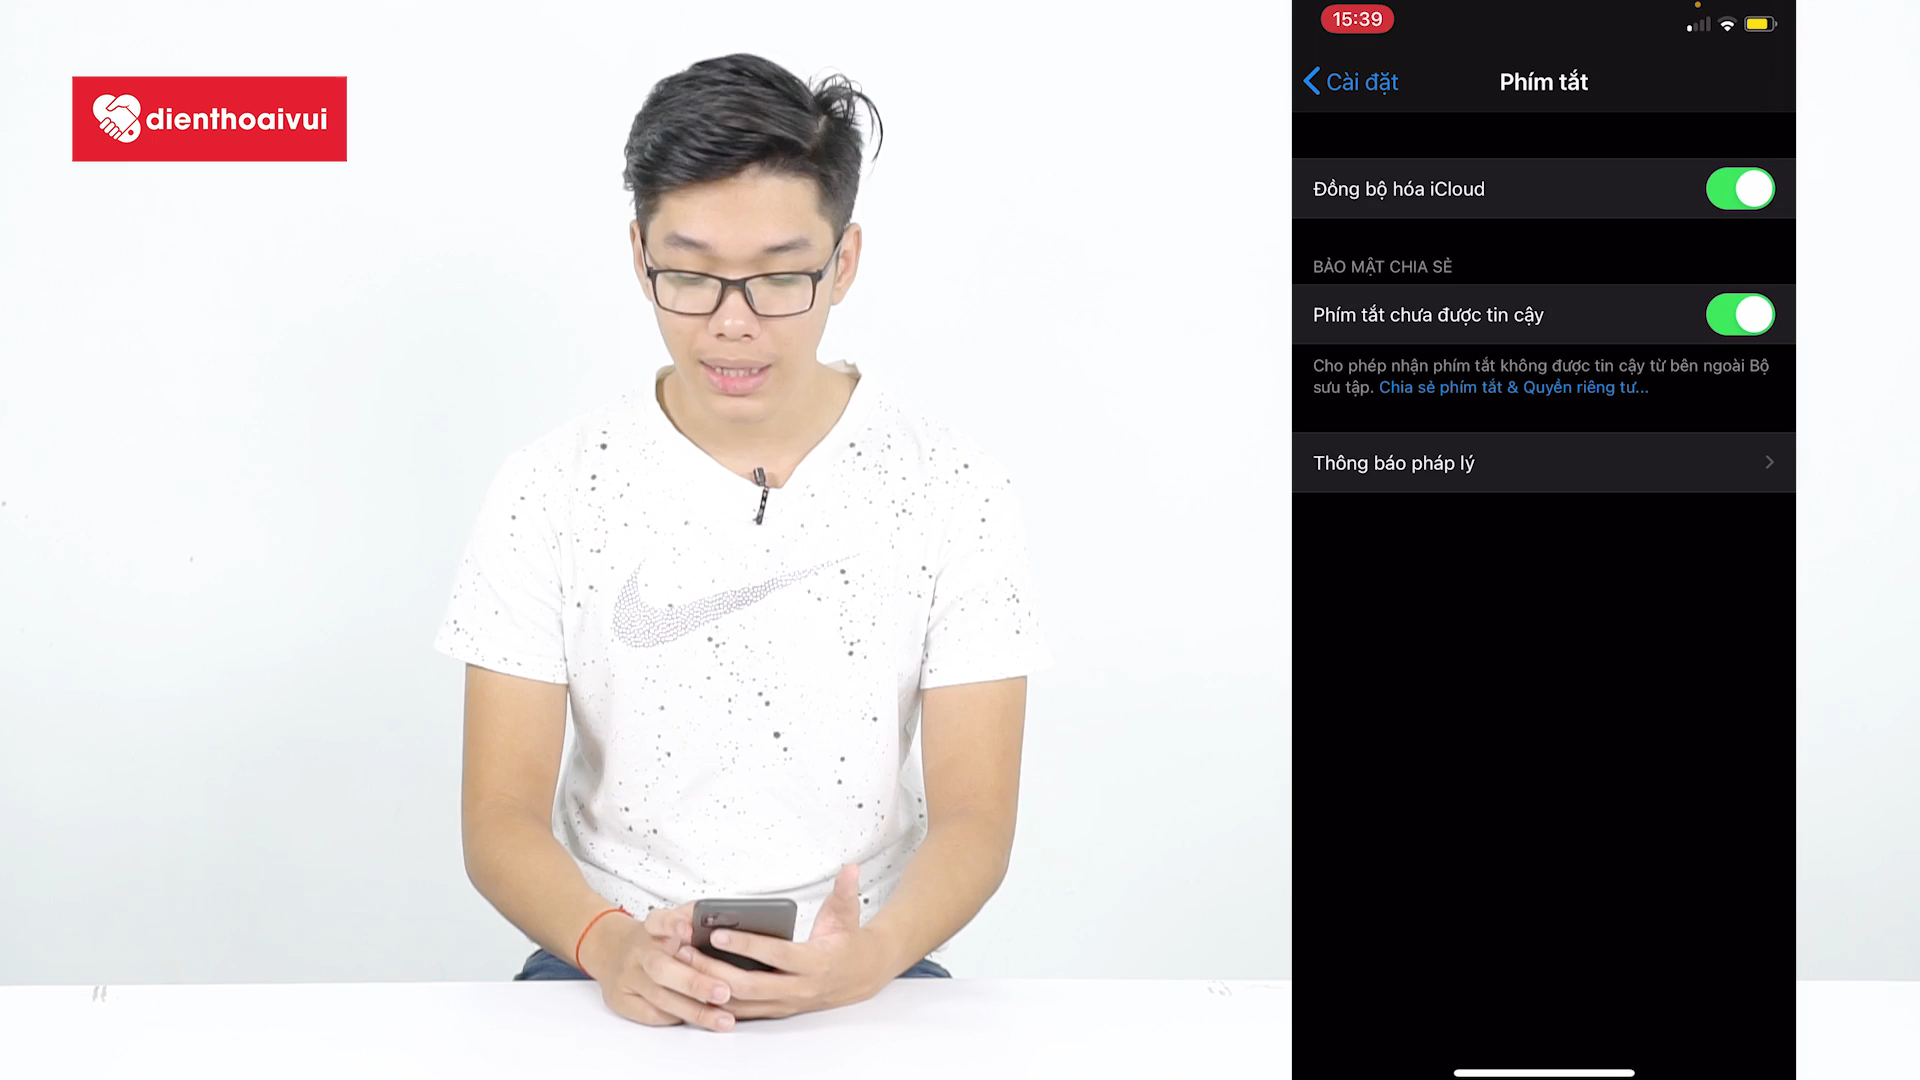 dienthoaivui
15:39
Cài đặt
Phím tắt
Đồng bộ hóa iCloud
BẢO MẬT CHIA SẺ
Phím tắt chưa được tin cậy
Cho phép nhận phím tắt không được tin cậy từ bên ngoài Bộ
sưu tập. Chia sẻ phím tắt & Quyền riêng tư...
Thông báo pháp lý